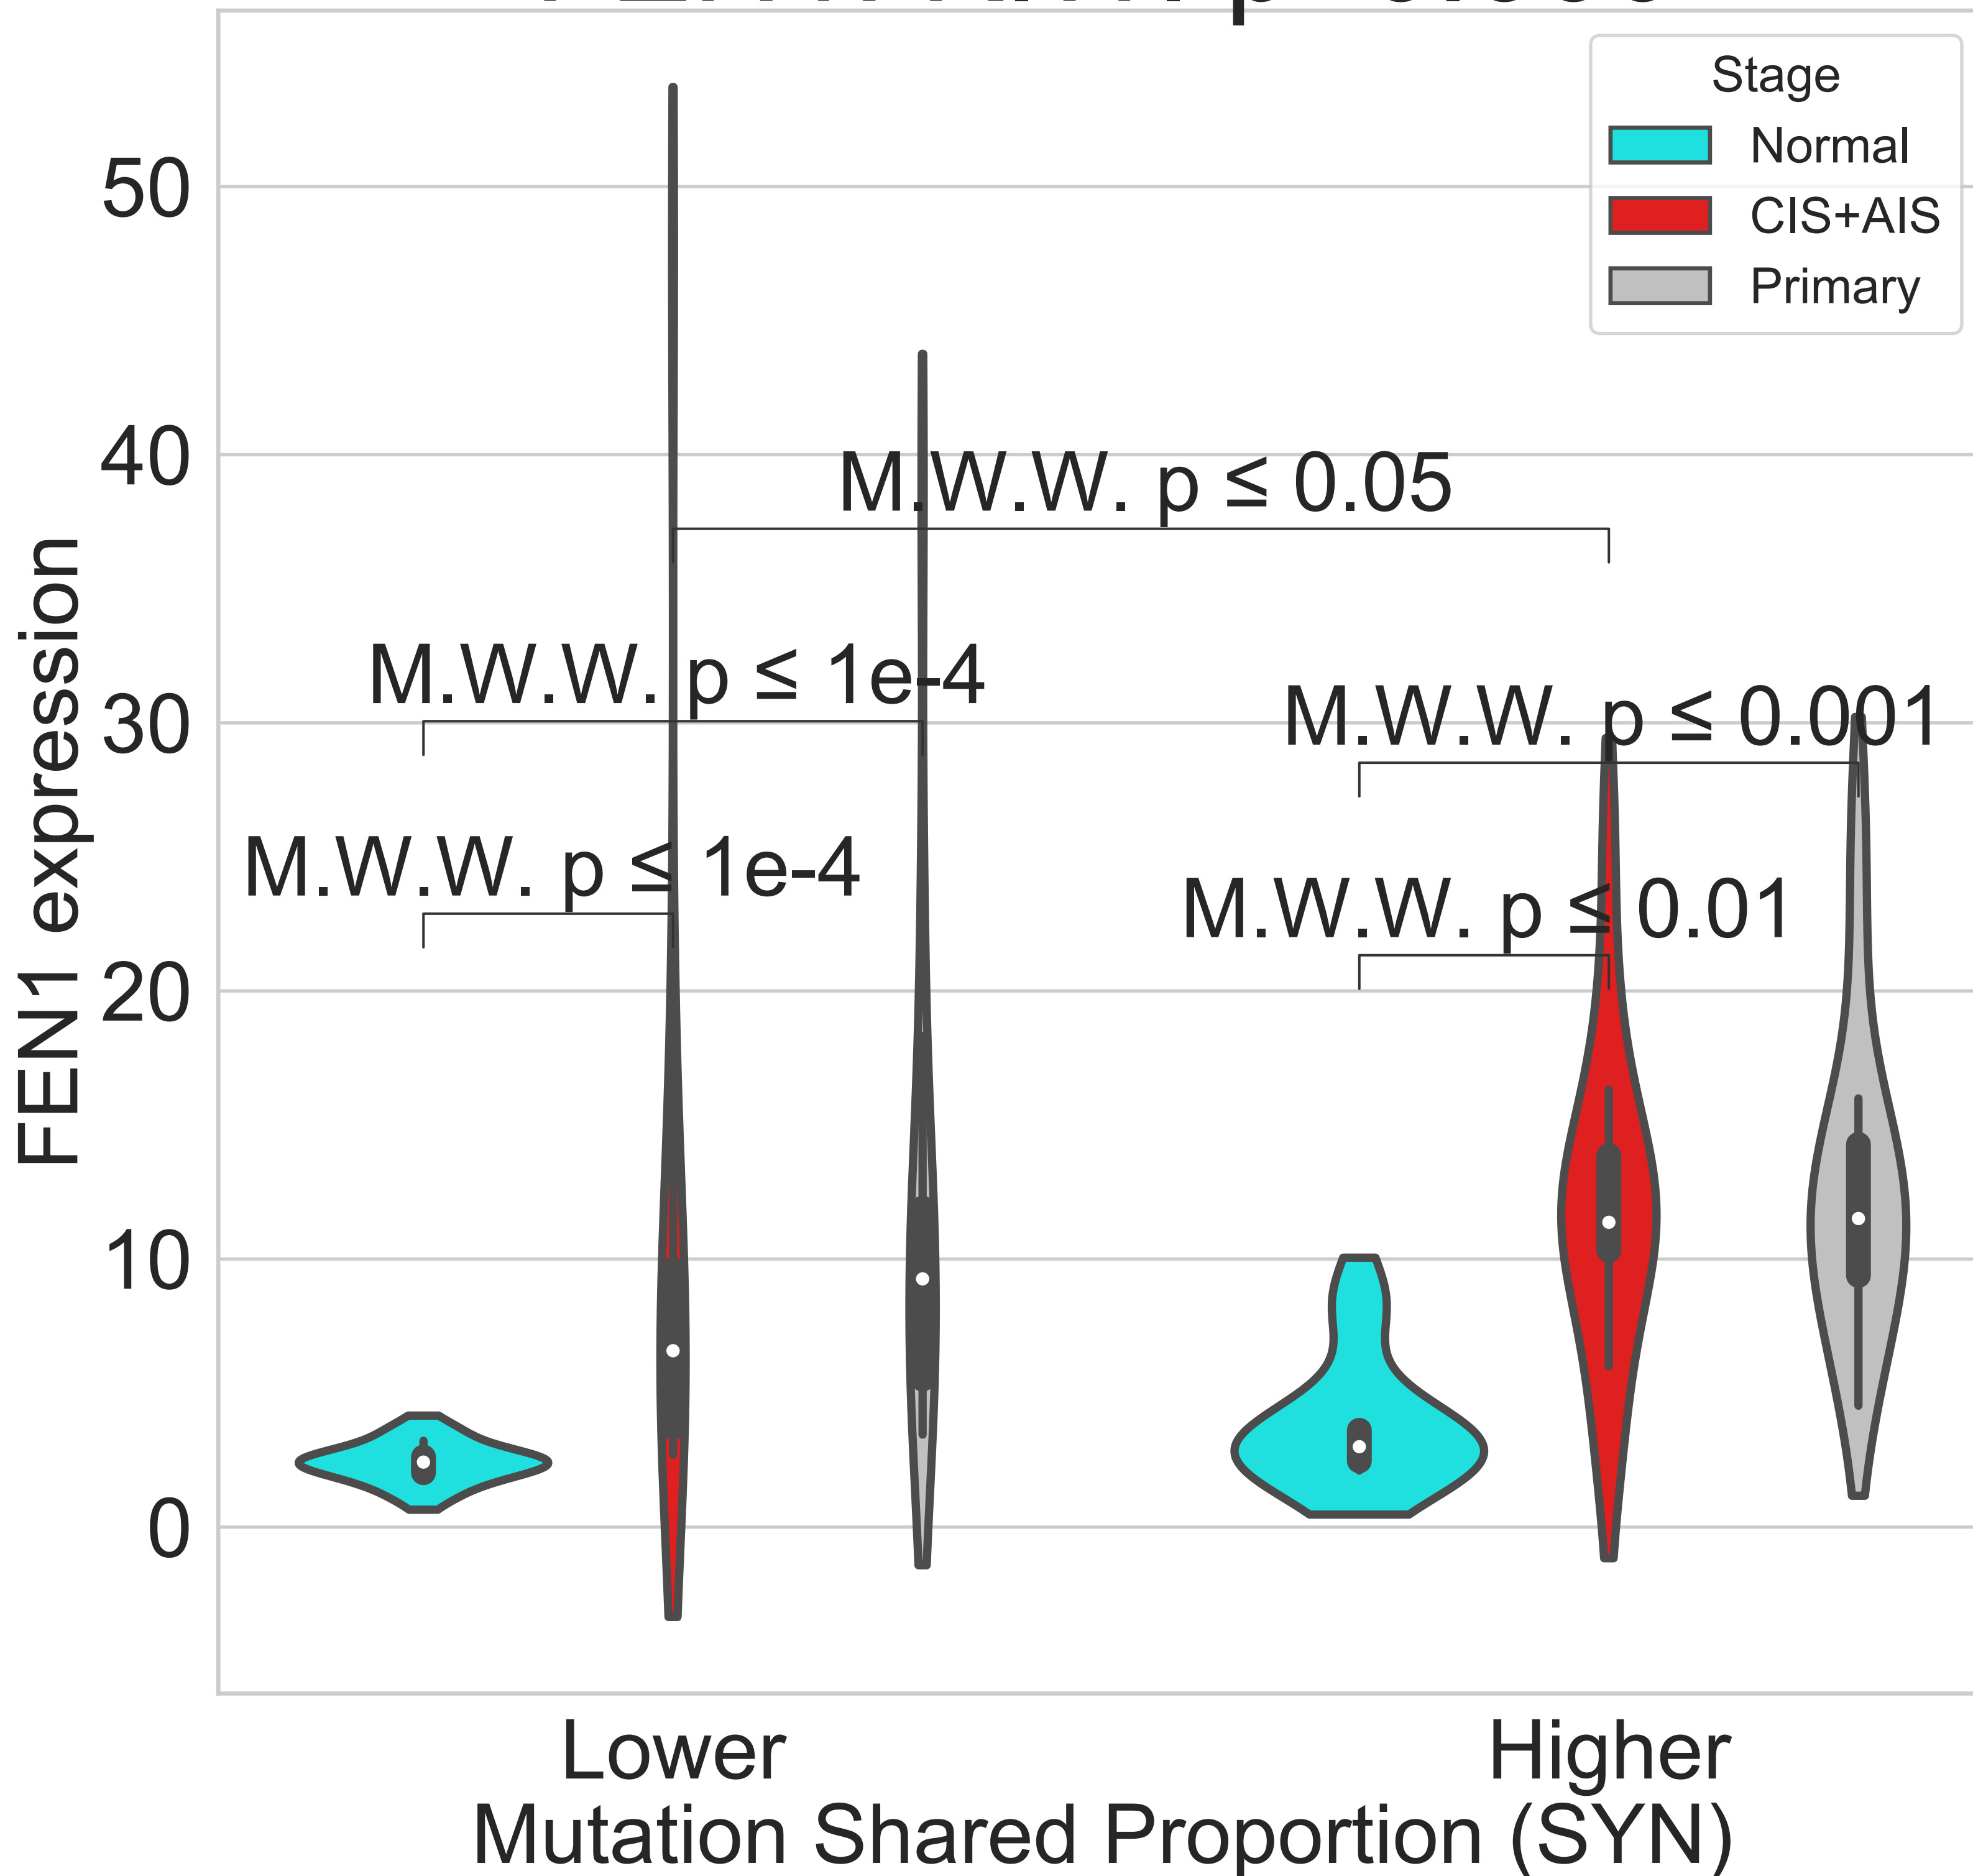 Stage
Normal
CIS+AIS
Primary
50
40
30
20
10
0
FEN1 expression
M.W.W. p ≤ 0.05
M.W.W. p ≤ 1e-4
M.W.W. p ≤ 0.001
M.W.W. p ≤ 1e-4
M.W.W. p ≤ 0.01
Lower
Higher
Mutation Shared Proportion (SYN)